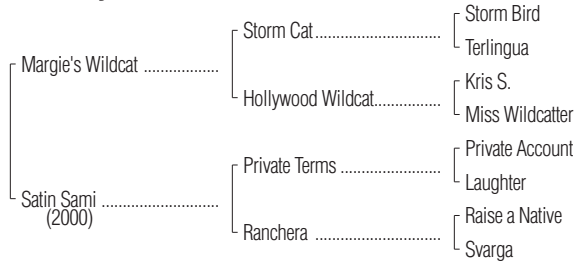 Storm Bird
Storm Cat
Terlingua
Margie's Wildcat
Kris S.
Hollywood Wildcat
Miss Wildcatter
Private Account
Private Terms
Laughter
Satin Sami
(2000)
Raise a Native
Ranchera
Svarga